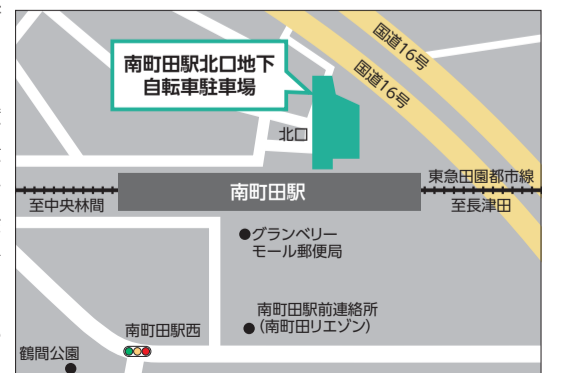 国道16号
国道16号
南町田駅北口地下
自転車駐車場
北口
東急田園都市線
南町田駅
至中央林間
至長津田
●グランベリー
モール郵便局
南町田駅前連絡所
●（南町田リエゾン）
南町田駅西
鶴間公園